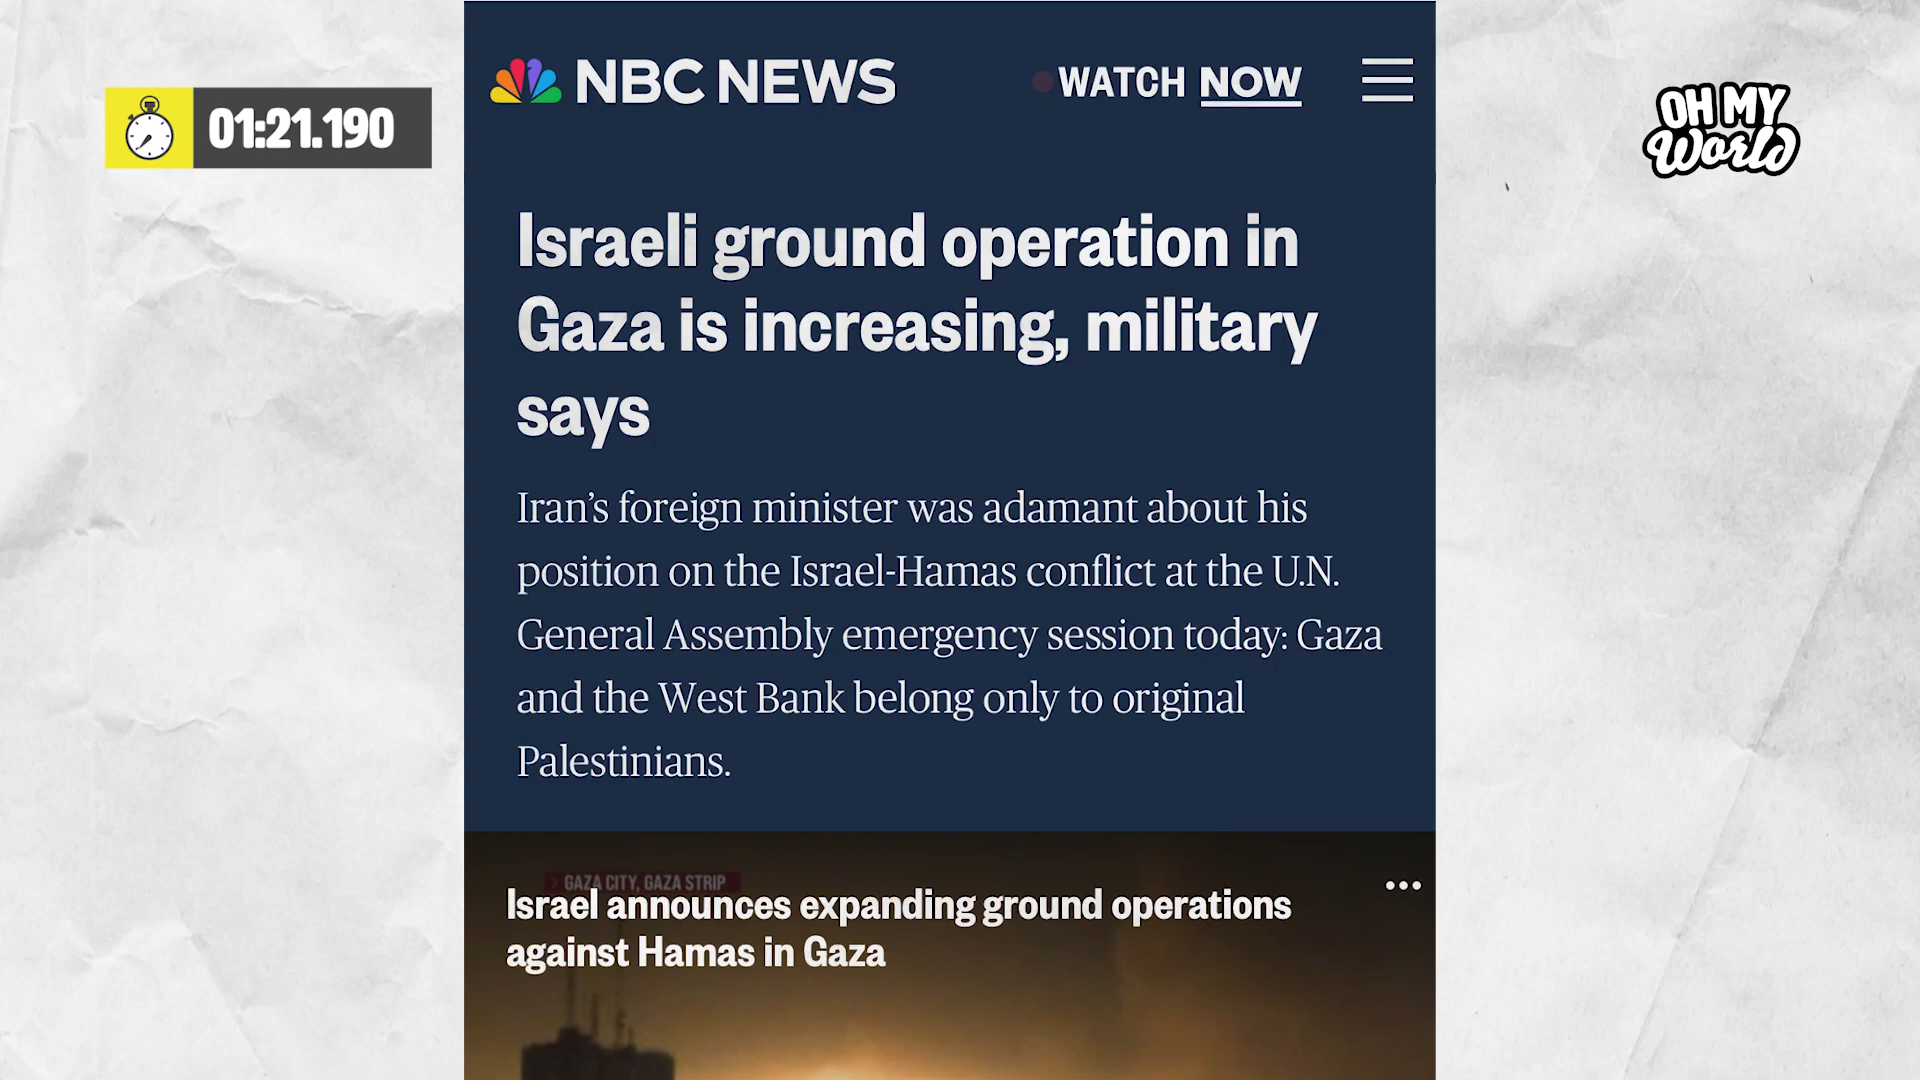 01:21.190
NBC NEWS
WATCH NOW
OH MY
World
Israeli ground operation in
Gaza is increasing, military
says
Iran’s foreign minister was adamant about his
position on the Israel-Hamas conflict at the U.N.
General Assembly emergency session today: Gaza
and the West Bank belong only to original
Palestinians.
GAZA CITY, GAZA STRIP
Israel announces expanding ground operations
against Hamas in Gaza